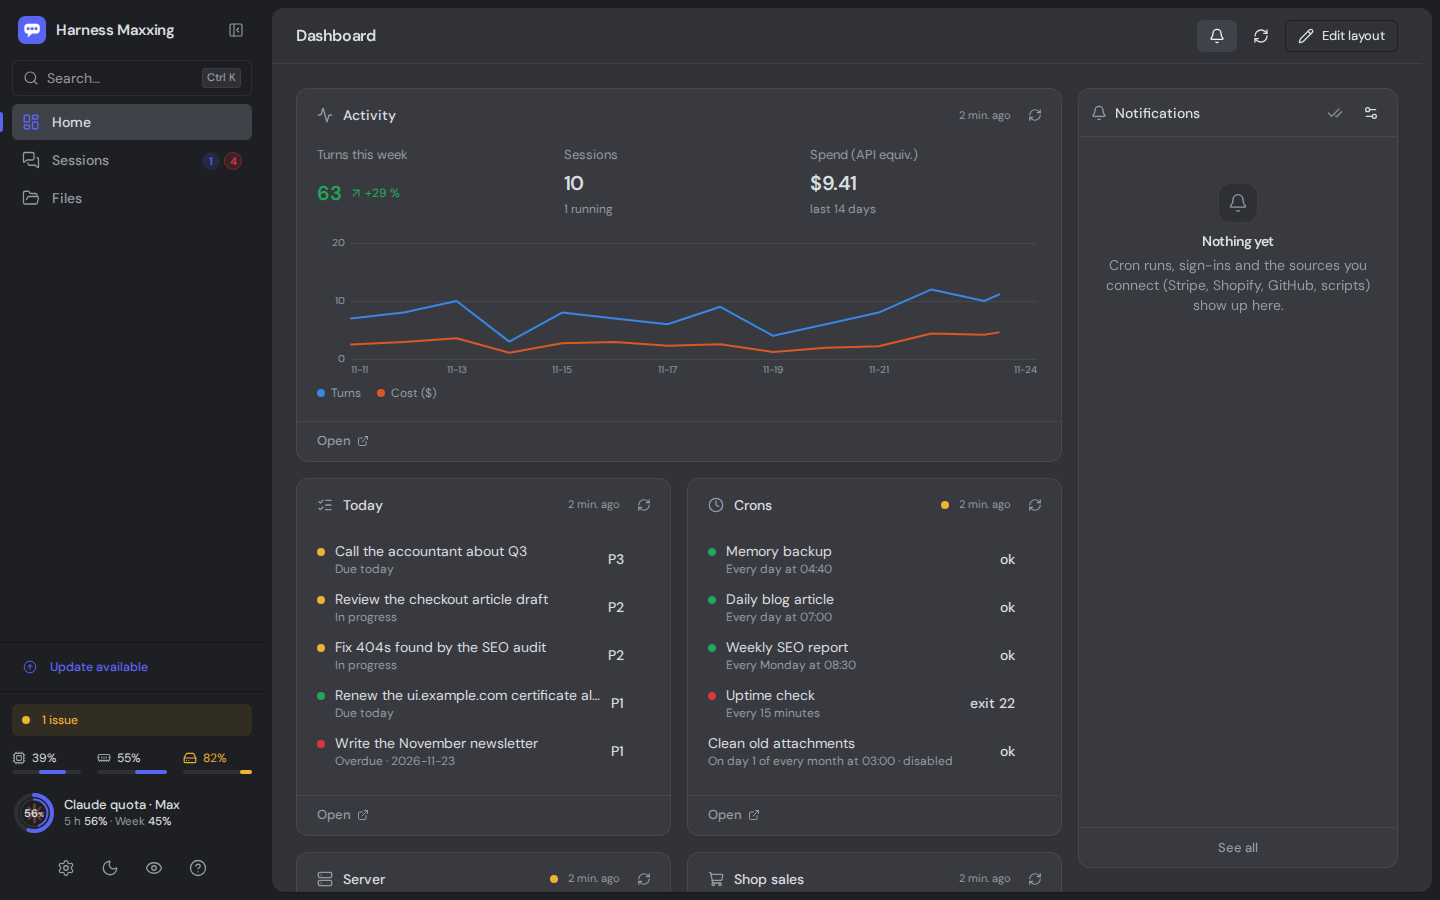 Harness Maxxing
Search...
Ctrl K
Home
Sessions
1
4
Files
Update available
1 issue
39%
55%
82%
56%
Claude quota · Max
5 h 56% · Week 45%
Dashboard
Edit layout
Activity
2 min. ago
Turns this week
63
+29 %
Sessions
10
1 running
Spend (API equiv.)
$9.41
last 14 days
20
10
0
11-11
11-13
11-15
11-17
11-19
11-21
11-24
Turns
Cost ($)
Open
Today
2 min. ago
Call the accountant about Q3
Due today
P3
Review the checkout article draft
In progress
P2
Fix 404s found by the SEO audit
In progress
P2
Renew the ui.example.com certificate al...
Due today
P1
Write the November newsletter
Overdue · 2026-11-23
P1
Open
Crons
2 min. ago
Memory backup
Every day at 04:40
ok
Daily blog article
Every day at 07:00
ok
Weekly SEO report
Every Monday at 08:30
ok
Uptime check
Every 15 minutes
exit 22
Clean old attachments
On day 1 of every month at 03:00 · disabled
ok
Open
Server
2 min. ago
Shop sales
2 min. ago
Notifications
Nothing yet
Cron runs, sign-ins and the sources you
connect (Stripe, Shopify, GitHub, scripts)
show up here.
See all